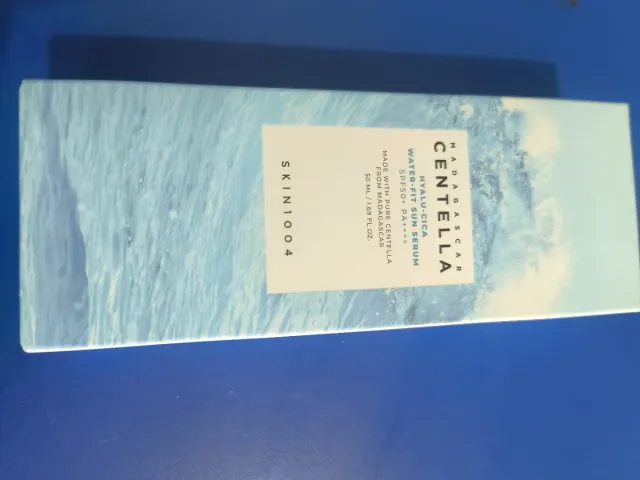 MADAGASCAR
CENTELLA
HYALU-CICA
WATER-FIT SUN SERUM
SPF50+ PA++++
MADE WITH PURE CENTELLA
FROM MADAGASCAR
50 ML / 1.69 FL OZ.
SKIN1004